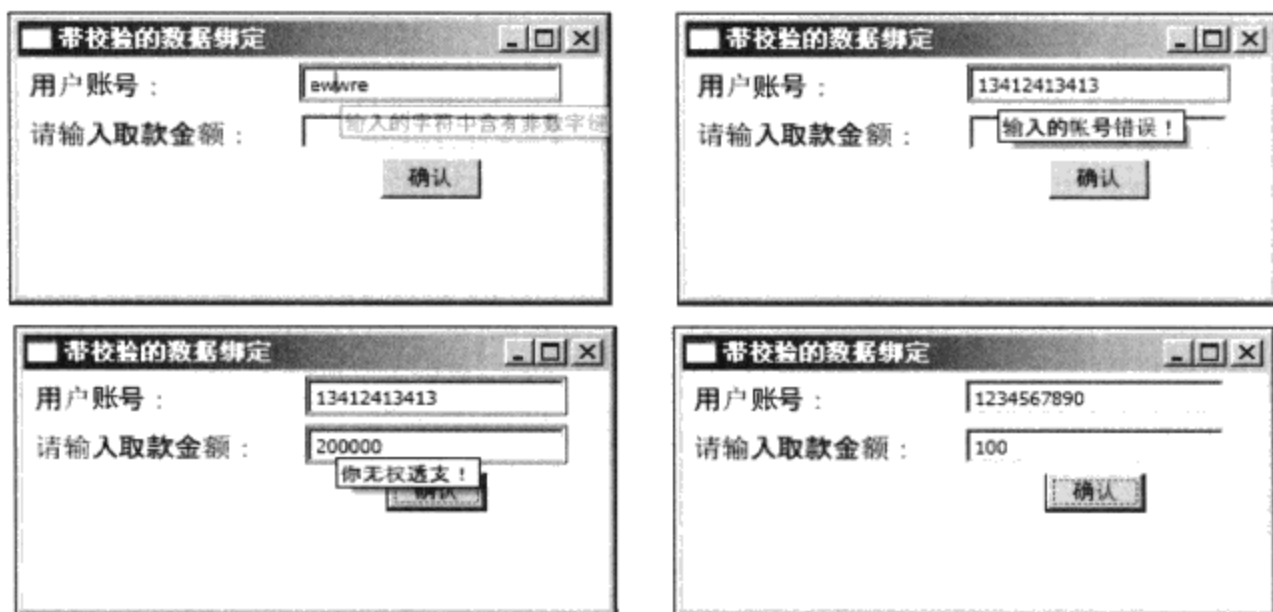 带校验的数据绑定
用户账号：
ewwre
输入的字符中含有非数字
请输入取款金额：
确认
带校验的数据绑定
用户账号：
13412413413
输入的帐号错误！
请输入取款金额：
确认
带校验的数据绑定
用户账号：
13412413413
请输入取款金额：
200000
你无权透支！
确认
带校验的数据绑定
用户账号：
1234567890
请输入取款金额：
100
确认